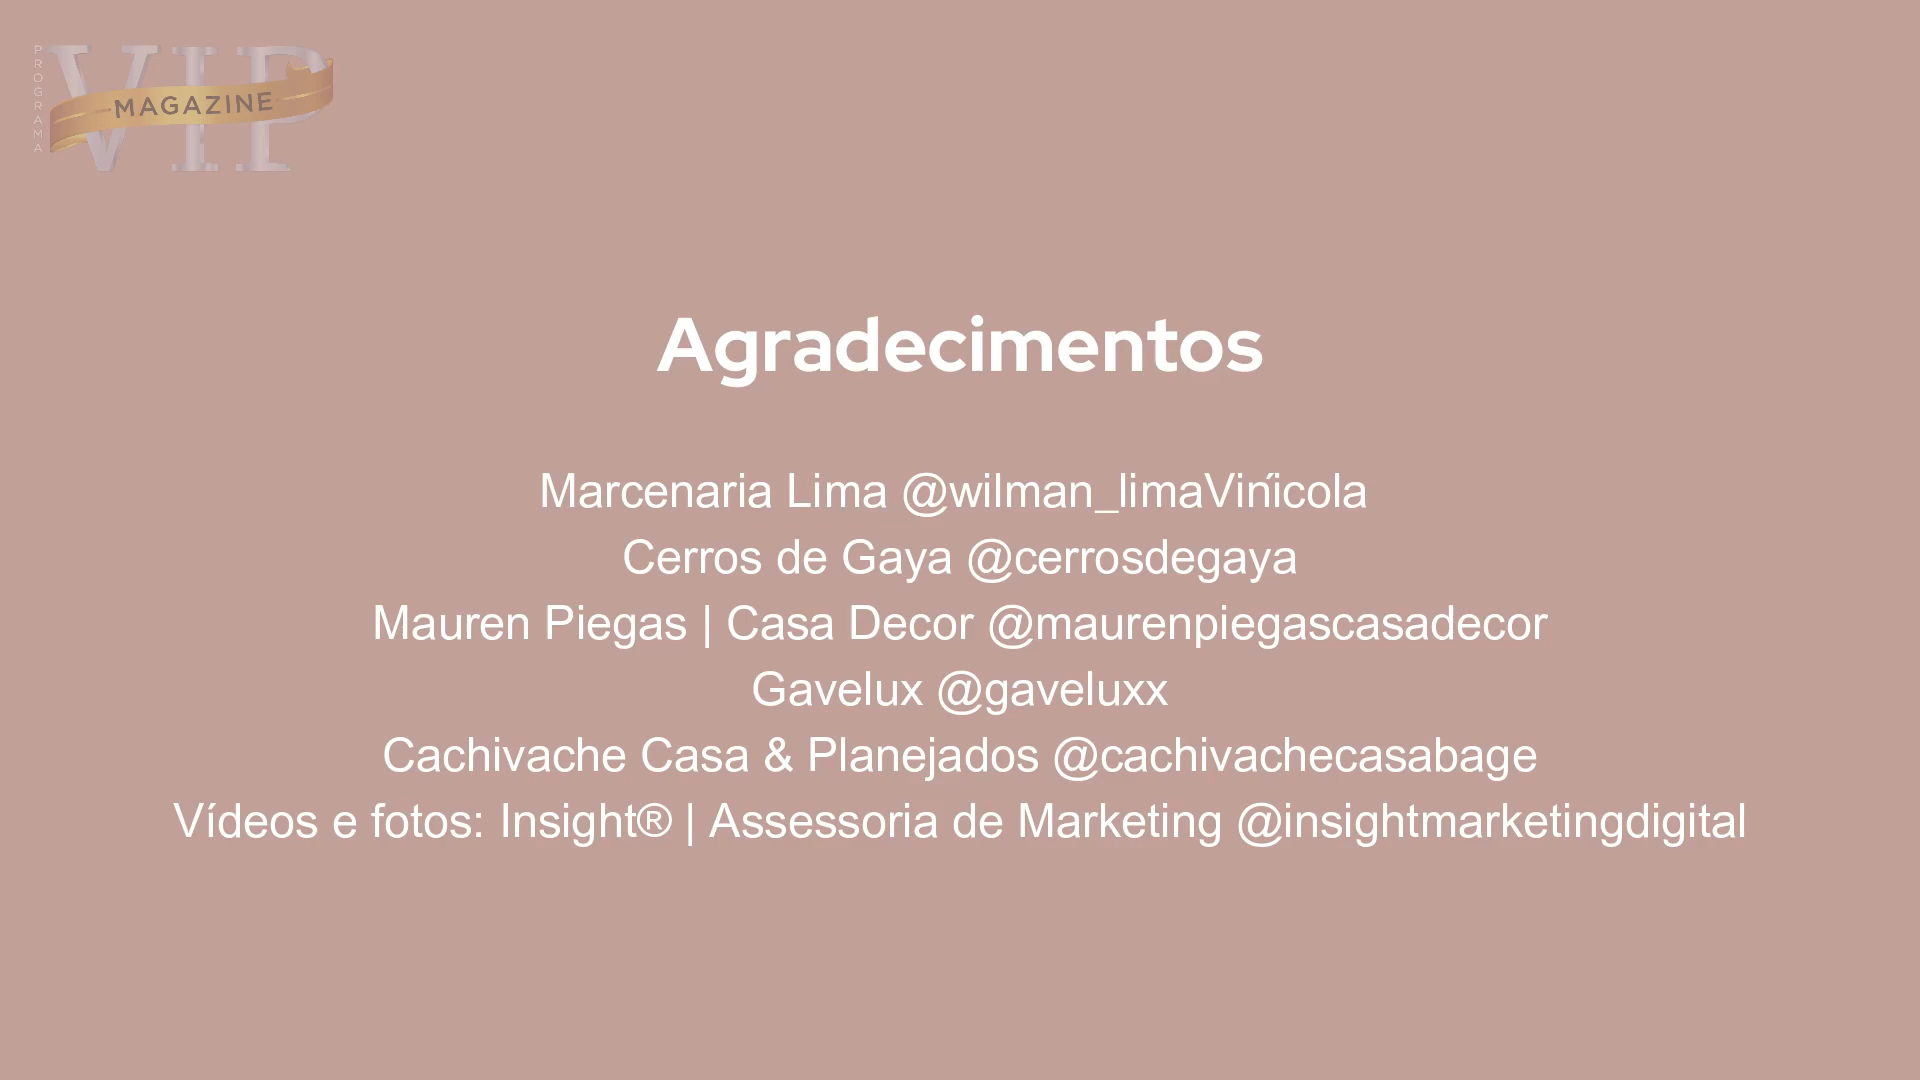 PROGRAMA
VIP
MAGAZINE
Agradecimentos
Marcenaria Lima @wilman_limaVinícola
Cerros de Gaya @cerrosdegaya
Mauren Piegas | Casa Decor @maurenpiegascasadecor
Gavelux @gaveluxx
Cachivache Casa & Planejados @cachivachecasabage
Vídeos e fotos: Insight® | Assessoria de Marketing @insightmarketingdigital